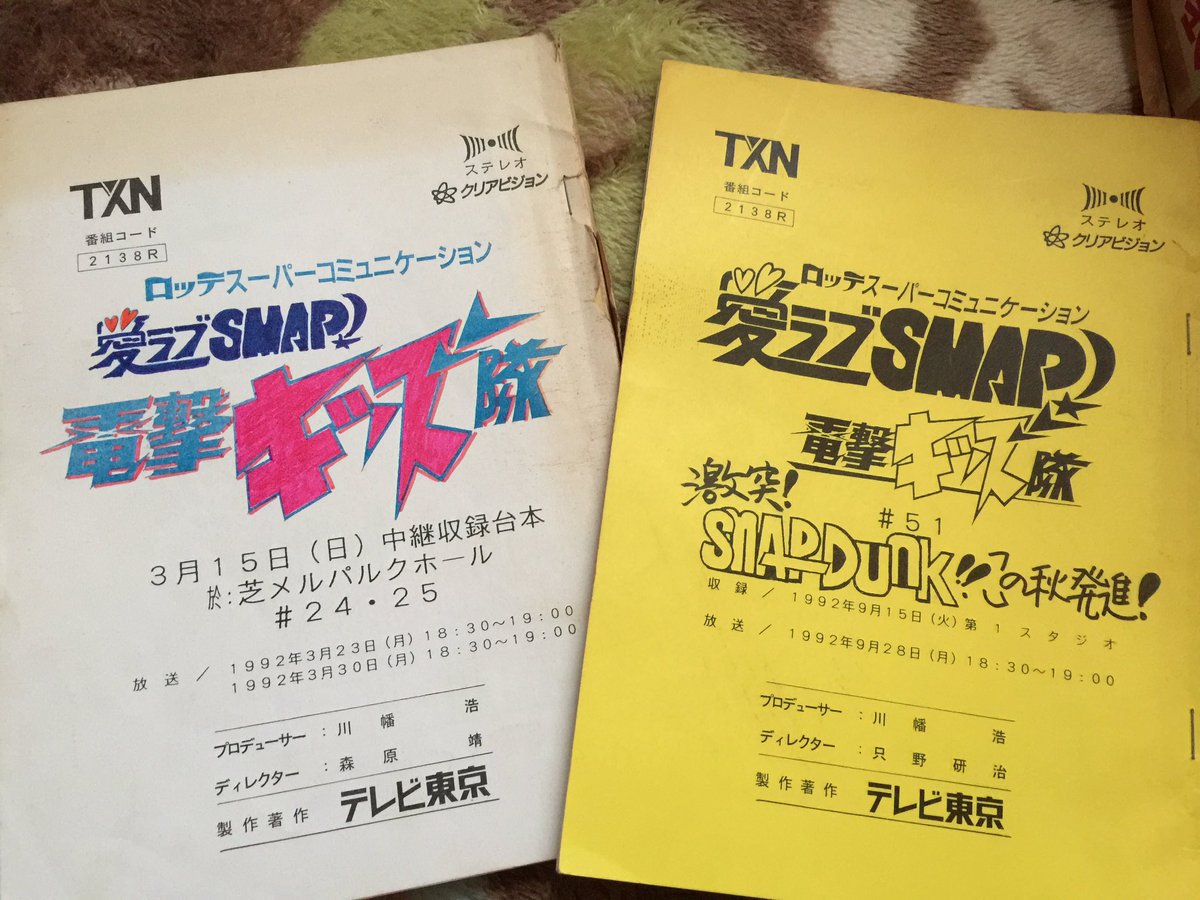 TXN
番組コード
2138R
ステレオ
クリアビジョン
ロッテスーパーコミュニケーション
愛ラブSMAP!
電撃キッズ隊
3月15日(日)中継収録台本
於:芝メルパルクホール
#24・25
放送/1992年3月23日(月)18:30〜19:00
1992年3月30日(月)18:30〜19:00
プロデューサー:川幡 浩
ディレクター:森原 靖
製作著作 テレビ東京
TXN
番組コード
2138R
ステレオ
クリアビジョン
ロッテスーパーコミュニケーション
愛ラブSMAP!
電撃キッズ隊
#51
激突!
SMAP-DUNK!!心の秋発進!
収録/1992年9月15日(火)第1スタジオ
放送/1992年9月28日(月)18:30〜19:00
プロデューサー:川幡 浩
ディレクター:只野研治
製作著作 テレビ東京